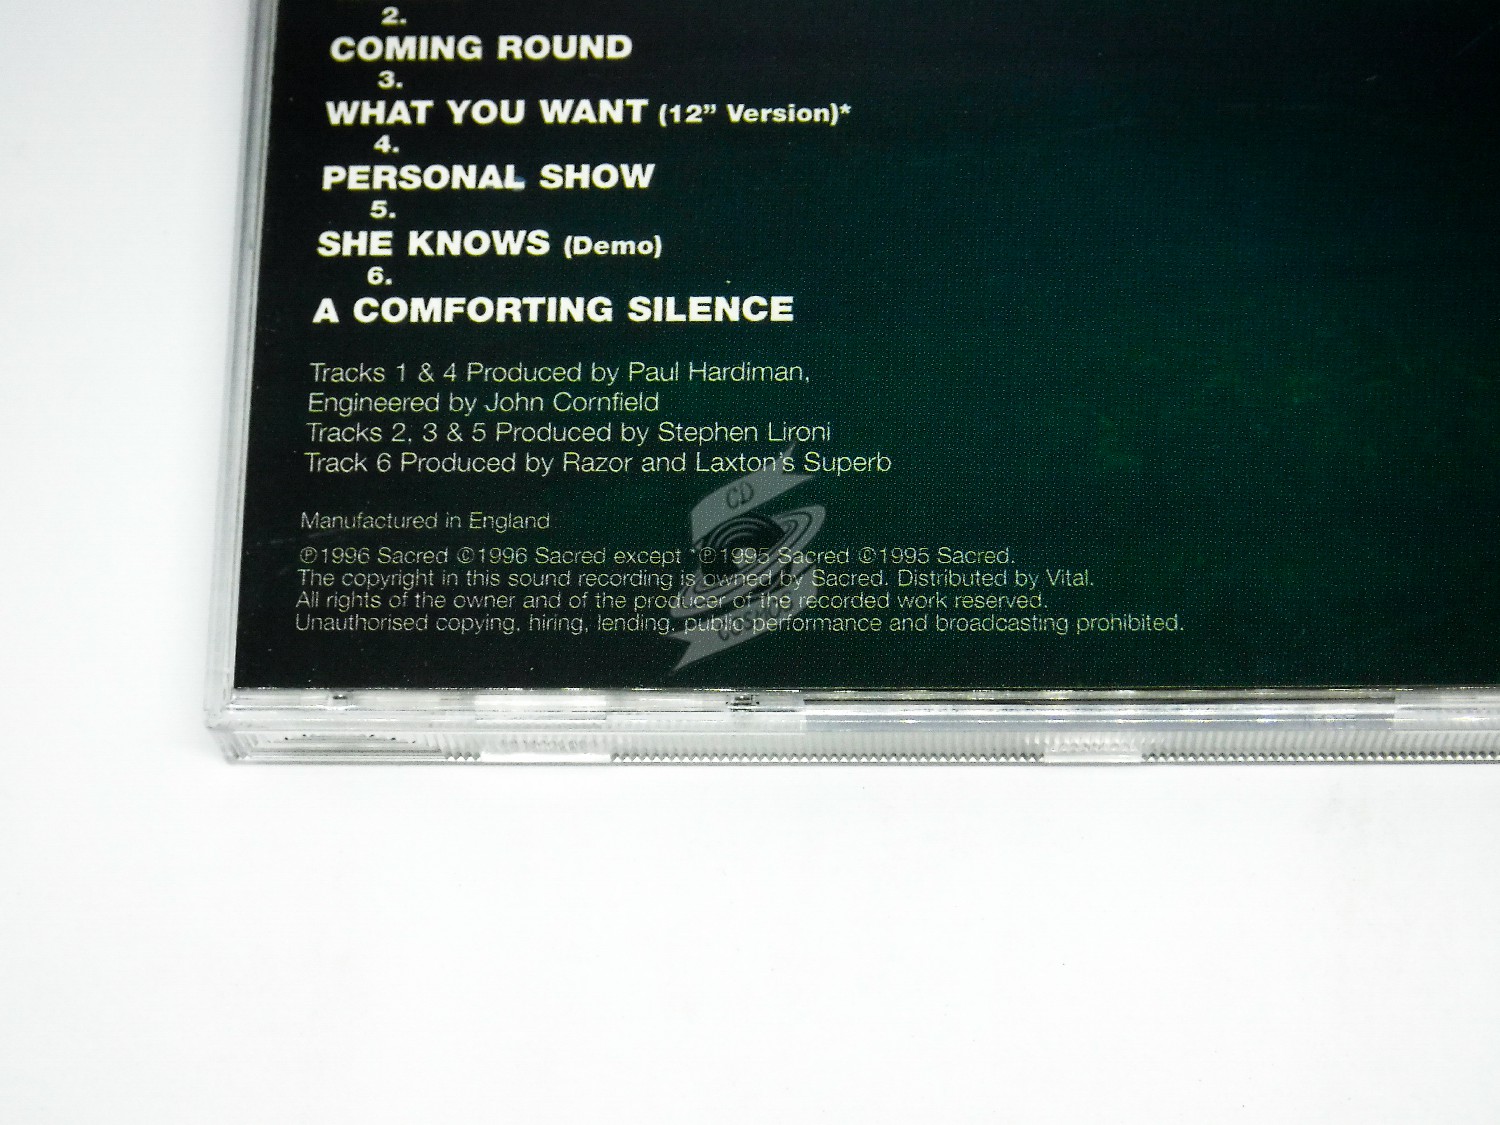 2.
COMING ROUND
3.
WHAT YOU WANT (12” Version)*
4.
PERSONAL SHOW
5.
SHE KNOWS (Demo)
6.
A COMFORTING SILENCE
Tracks 1 & 4 Produced by Paul Hardiman,
Engineered by John Cornfield
Tracks 2, 3 & 5 Produced by Stephen Lironi
Track 6 Produced by Razor and Laxton's Superb
CD
Manufactured in England
℗1996 Sacred ©1996 Sacred except *℗1995 Sacred ©1995 Sacred.
The copyright in this sound recording is owned by Sacred. Distributed by Vital.
All rights of the owner and of the producer of the recorded work reserved.
Unauthorised copying, hiring, lending, public performance and broadcasting prohibited.